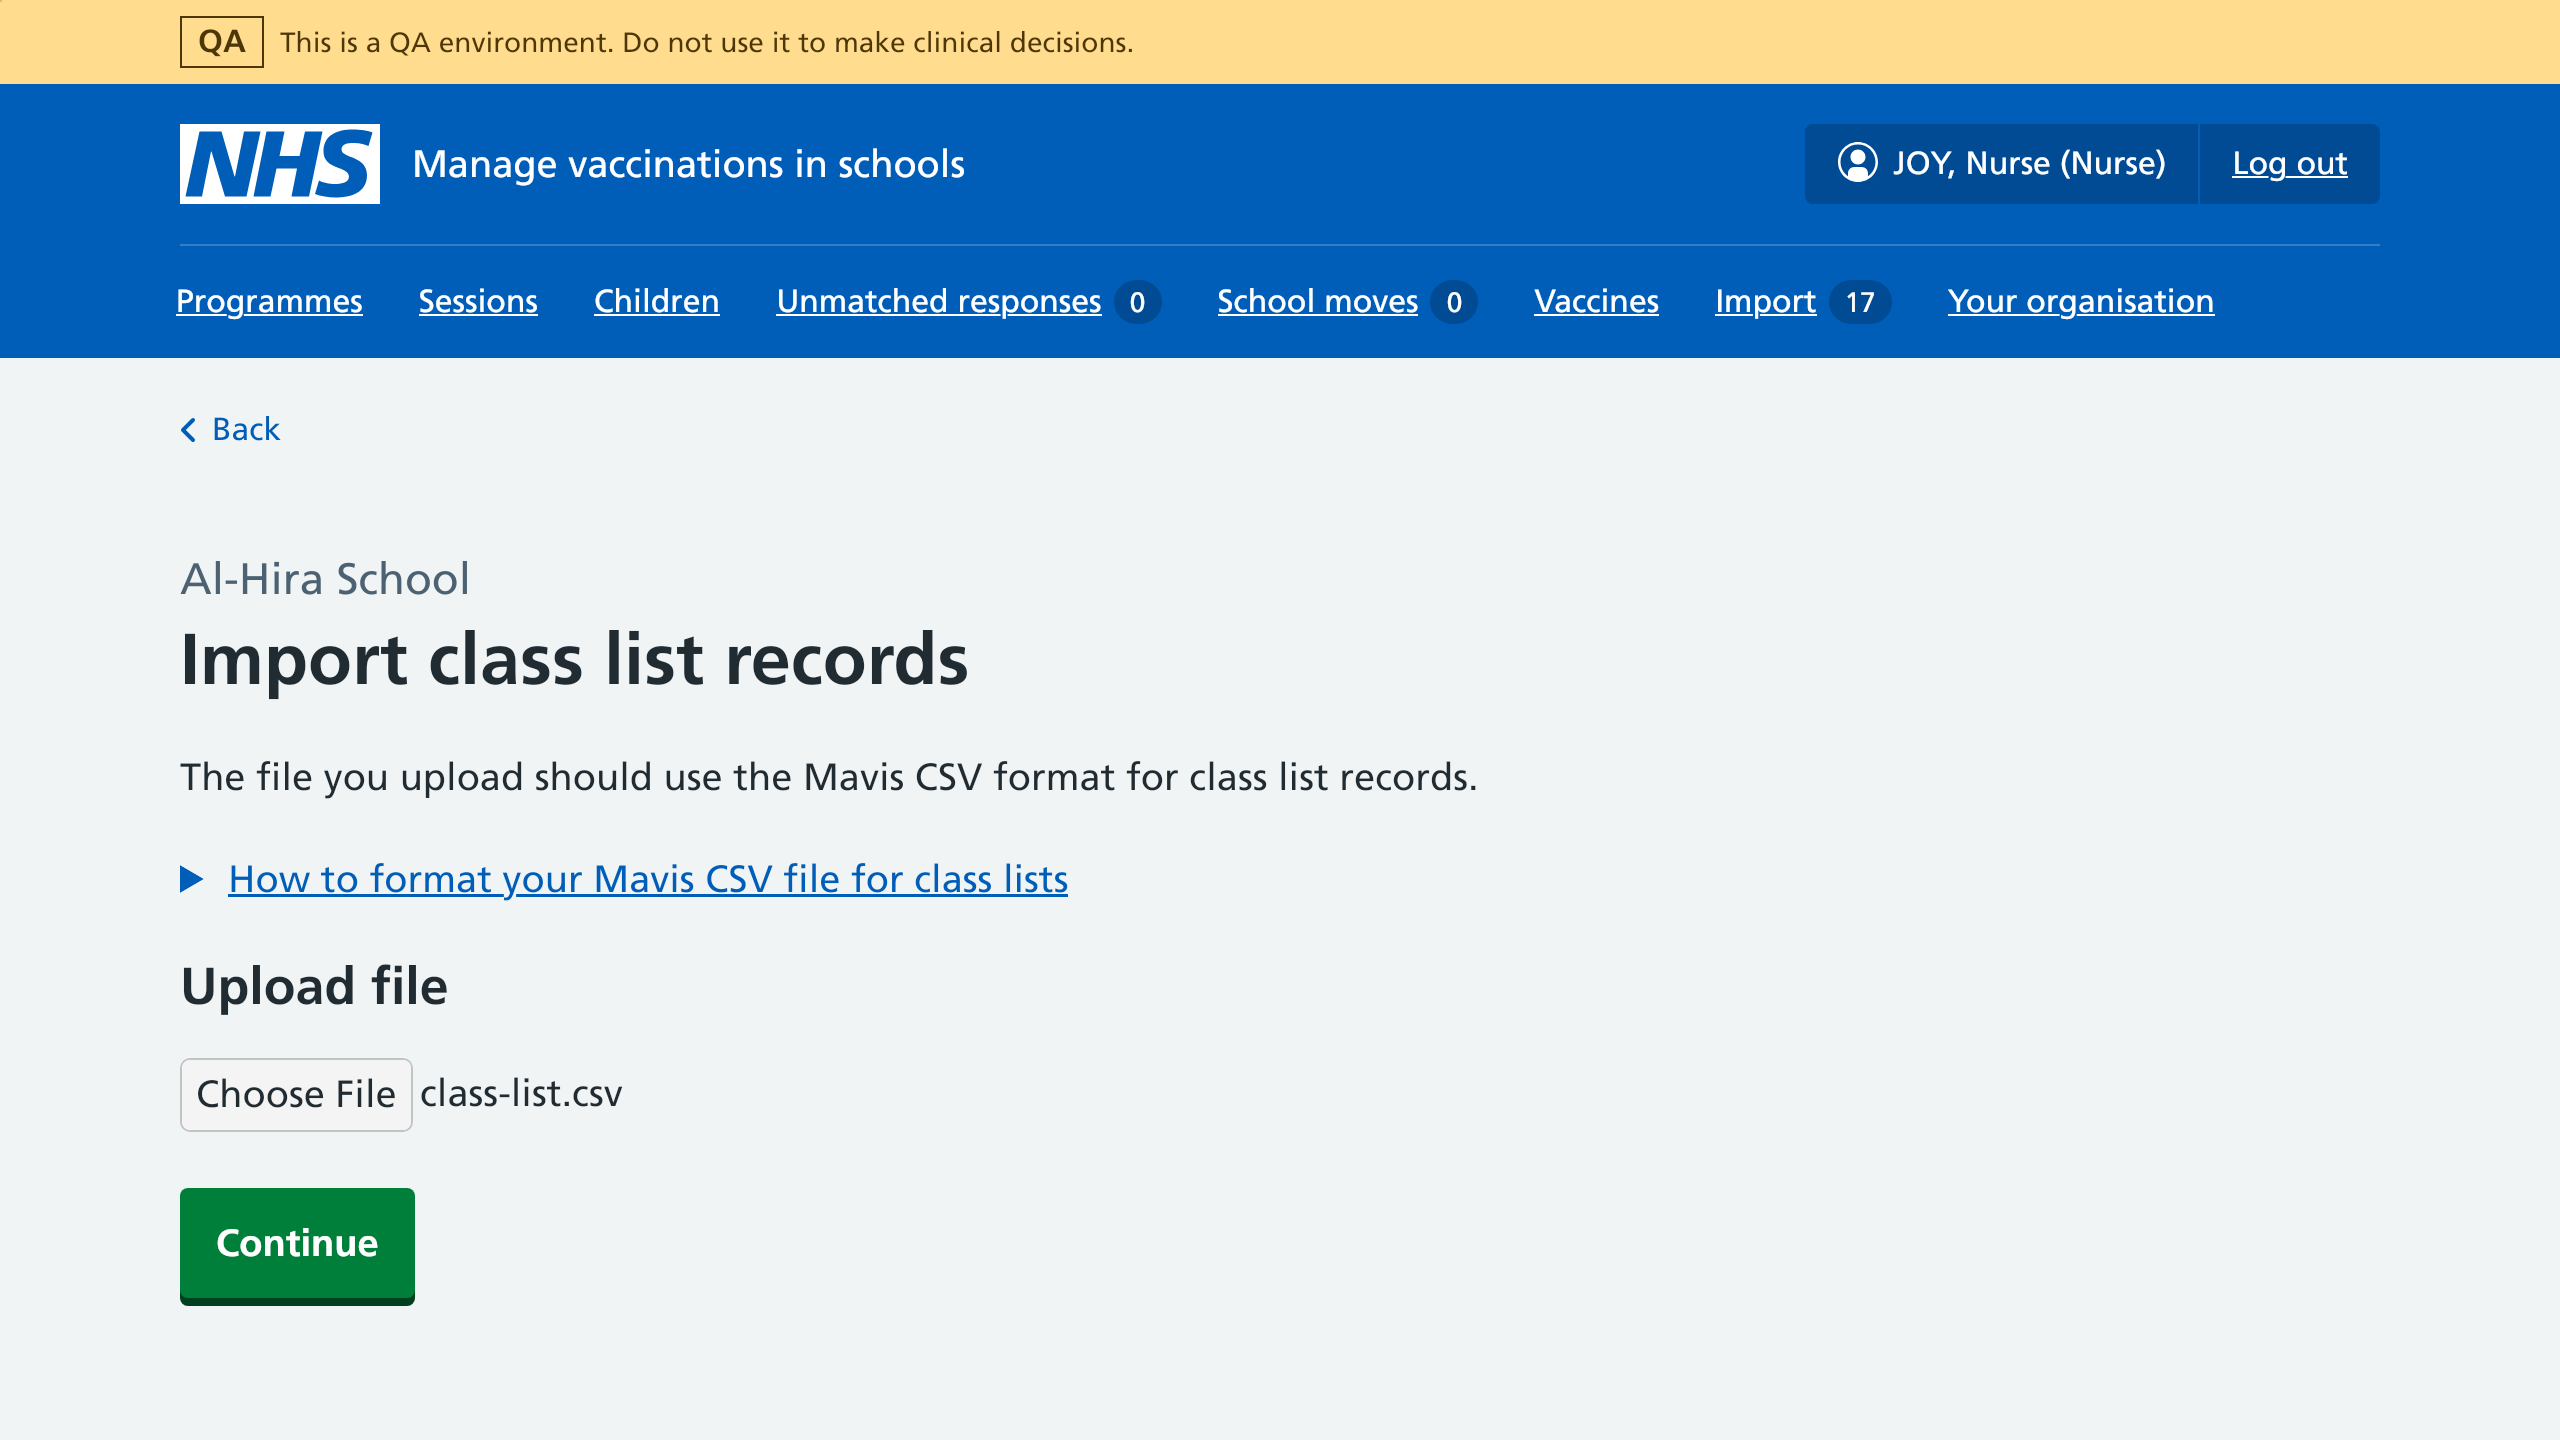 QA This is a QA environment. Do not use it to make clinical decisions.
NHS Manage vaccinations in schools JOY, Nurse (Nurse) Log out
Programmes Sessions Children Unmatched responses 0 School moves 0 Vaccines Import 17 Your organisation
Back
Al-Hira School
Import class list records
The file you upload should use the Mavis CSV format for class list records.
How to format your Mavis CSV file for class lists
Upload file
Choose File class-list.csv
Continue